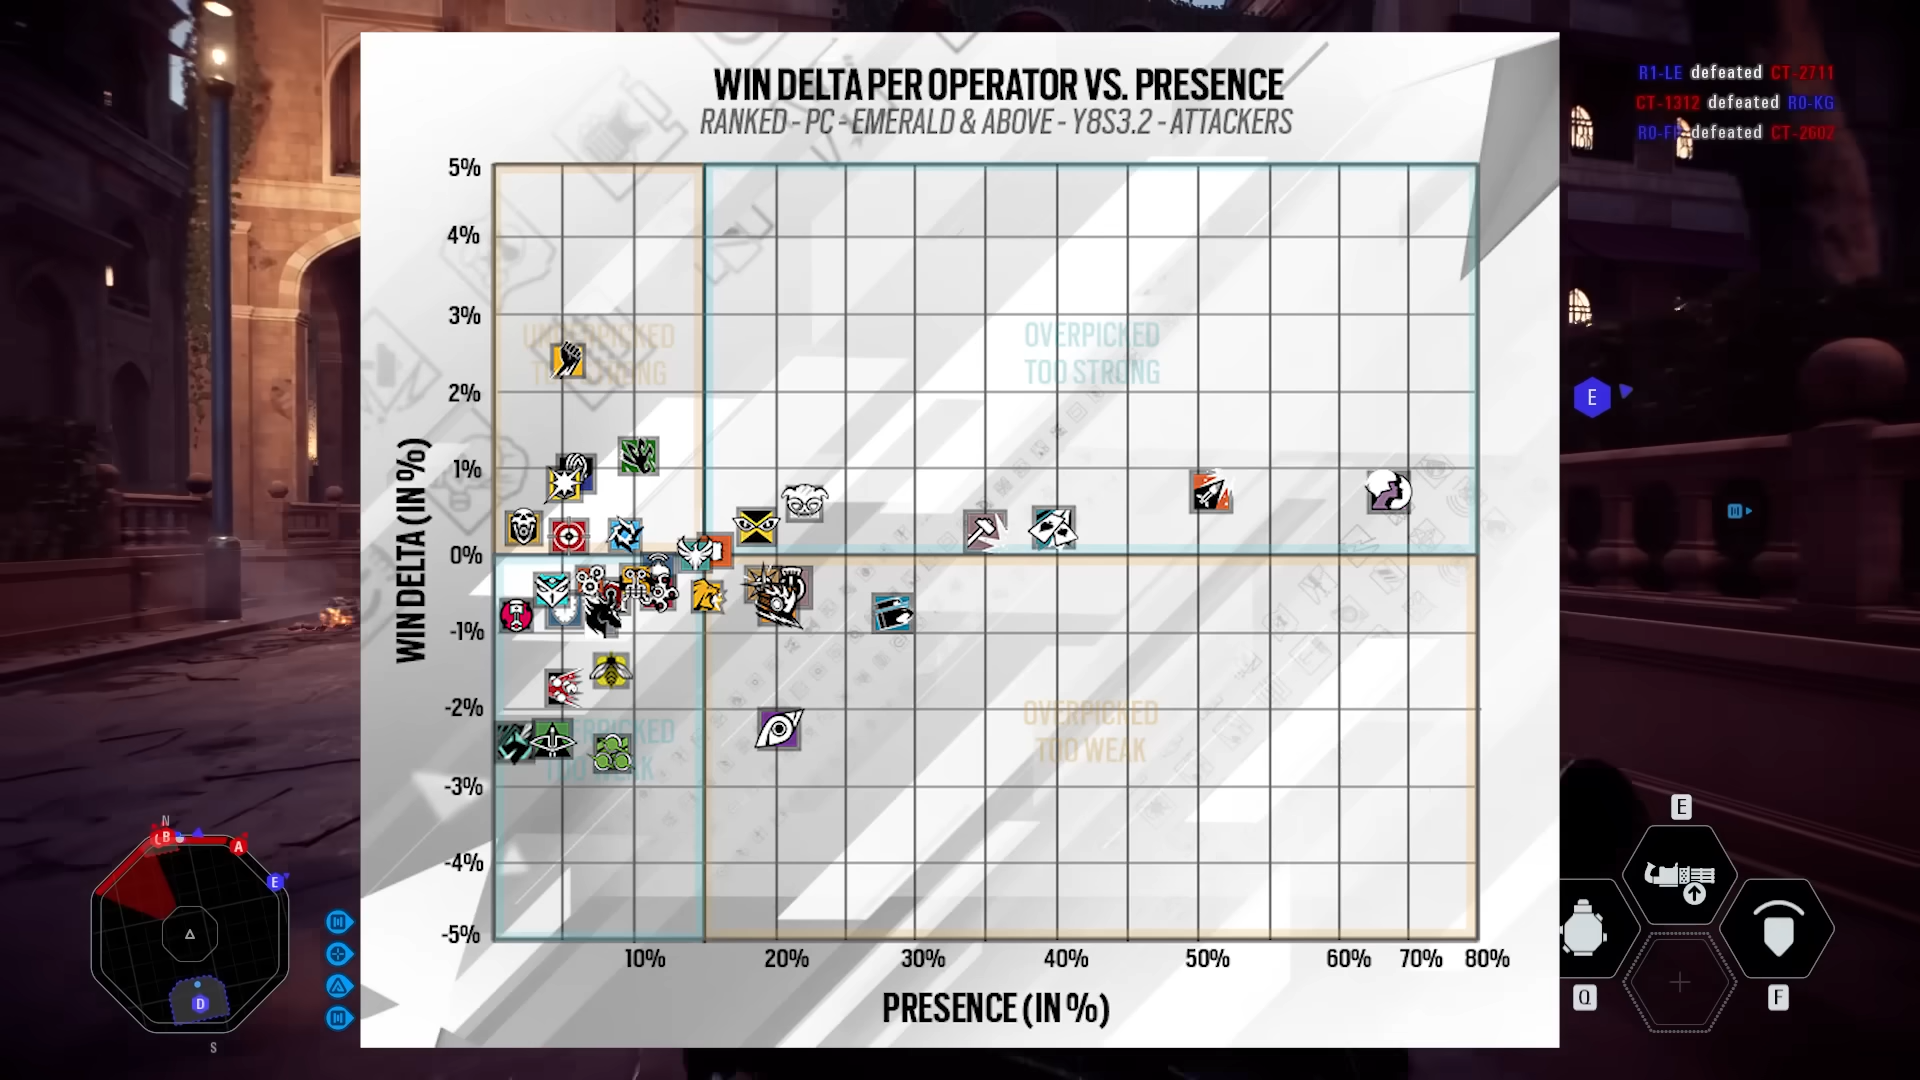 WIN DELTA PER OPERATOR VS. PRESENCE
RANKED - PC - EMERALD & ABOVE - Y8S3.2 - ATTACKERS
R1-LE defeated CT-2711
CT-1312 defeated R0-KG
defeated CT-2602
5%
4%
3%
2%
1%
0%
-1%
-2%
-3%
-4%
-5%
WIN DELTA (IN %)
OVERPICKED
TOO STRONG
OVERPICKED
TOO WEAK
10%
20%
30%
40%
50%
60%
70%
80%
PRESENCE (IN %)
E
N
B
A
E
D
S
E
Q
F